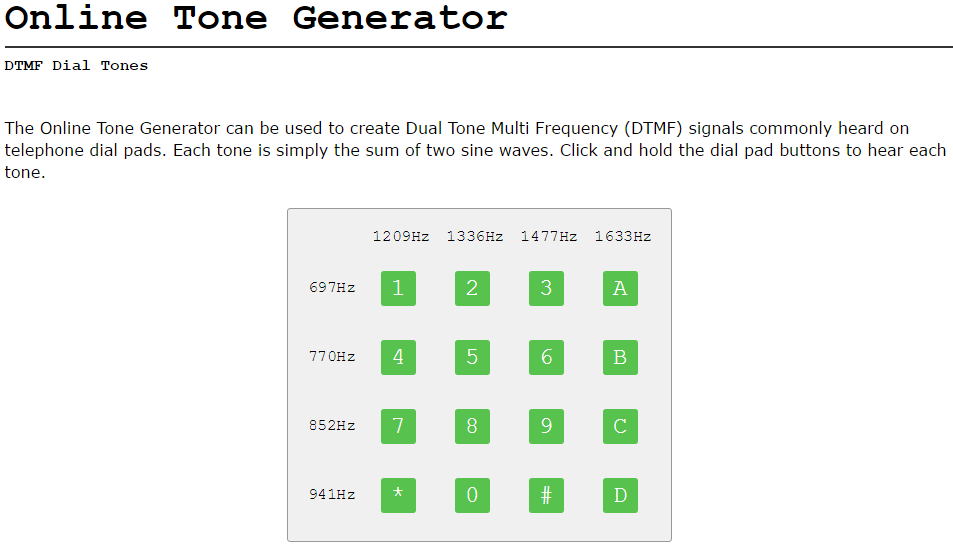 Online Tone Generator
DTMF Dial Tones
The Online Tone Generator can be used to create Dual Tone Multi Frequency (DTMF) signals commonly heard on
telephone dial pads. Each tone is simply the sum of two sine waves. Click and hold the dial pad buttons to hear each
tone.
1209Hz 1336Hz 1477Hz 1633Hz
697Hz 1 2 3 A
770Hz 4 5 6 B
852Hz 7 8 9 C
941Hz * 0 # D